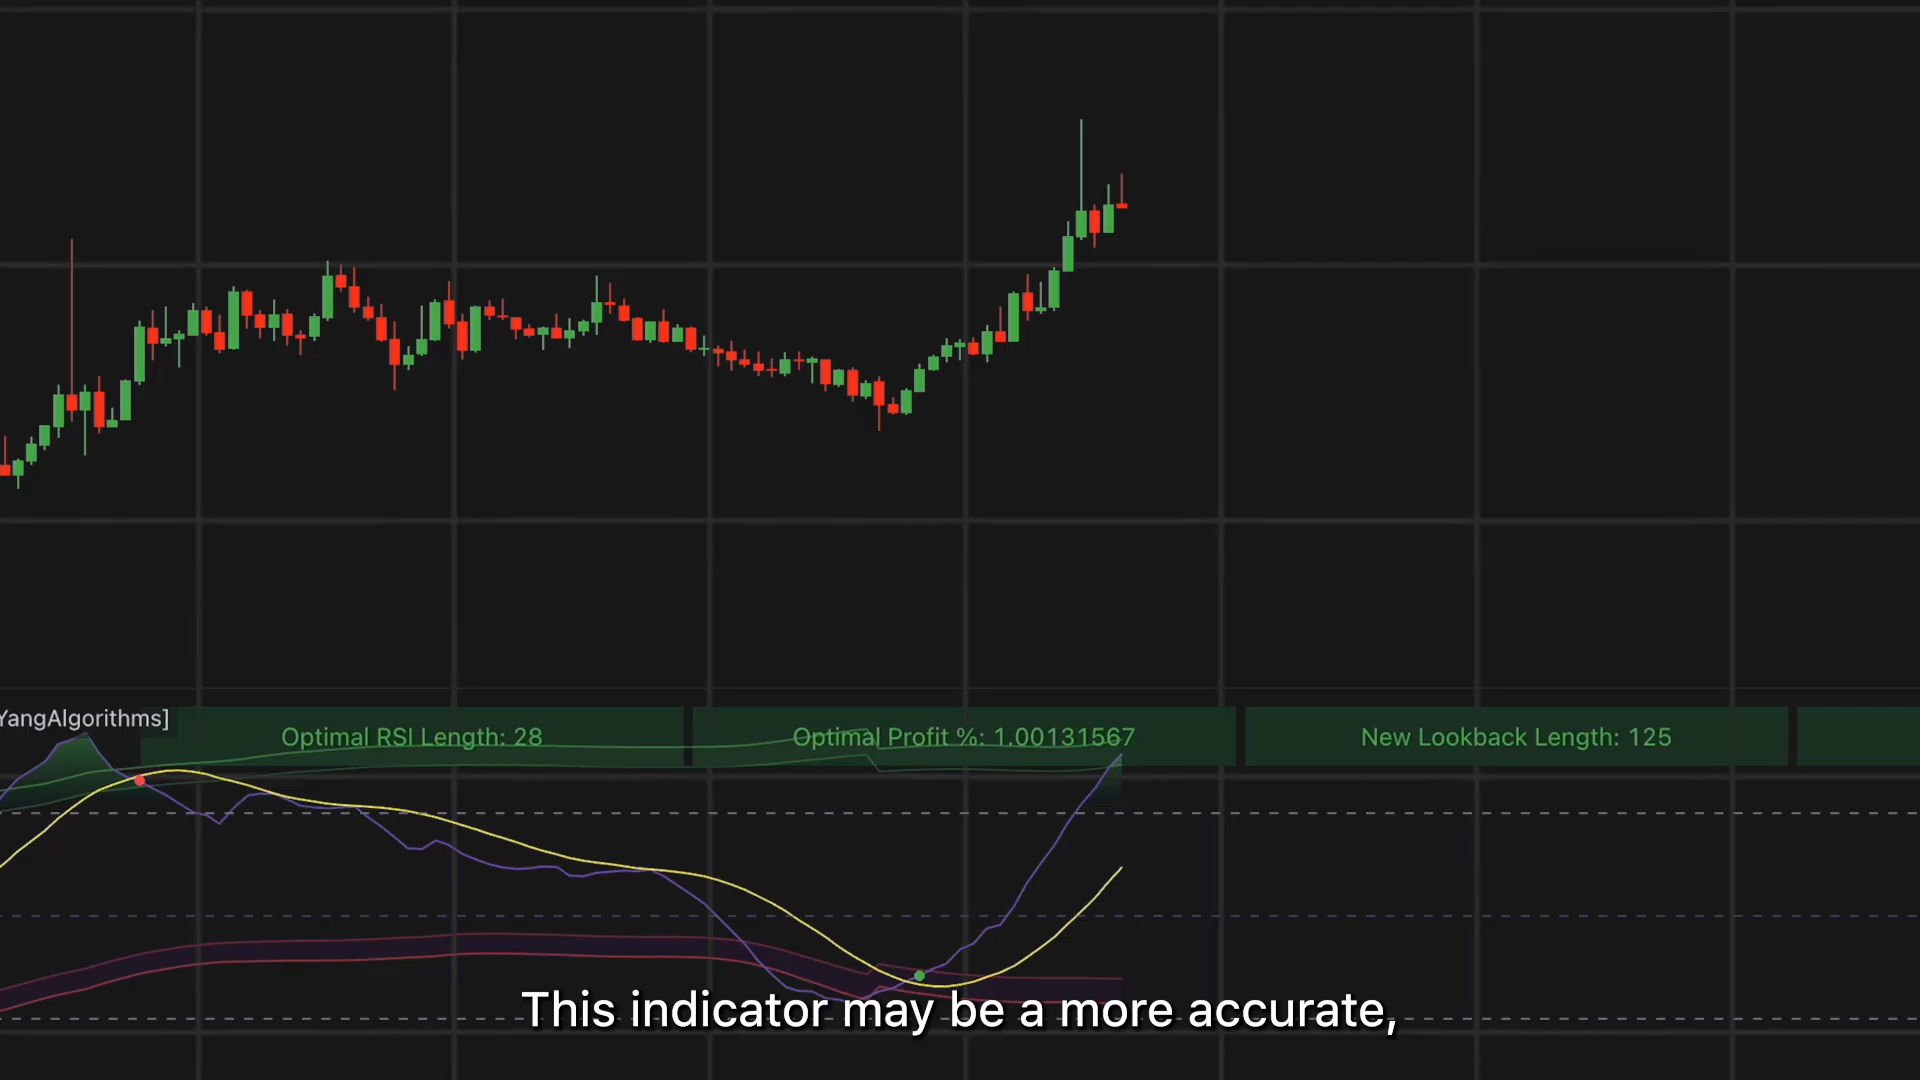 YangAlgorithms]
Optimal RSI Length: 28
Optimal Profit %: 1.00131567
New Lookback Length: 125
This indicator may be a more accurate,